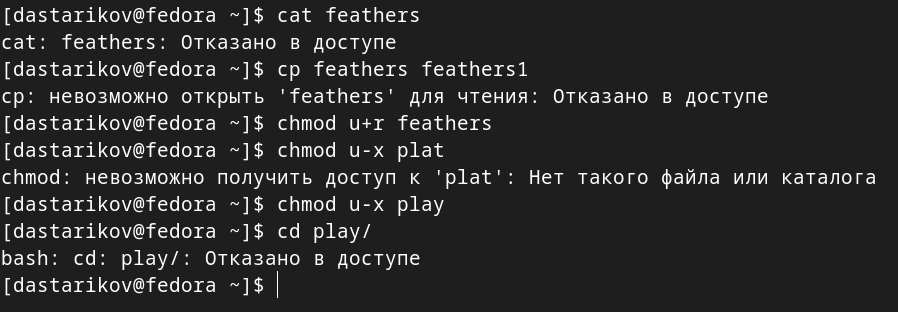 [dastarikov@fedora ~]$ cat feathers
cat: feathers: Отказано в доступе
[dastarikov@fedora ~]$ cp feathers feathers1
cp: невозможно открыть 'feathers' для чтения: Отказано в доступе
[dastarikov@fedora ~]$ chmod u+r feathers
[dastarikov@fedora ~]$ chmod u-x plat
chmod: невозможно получить доступ к 'plat': Нет такого файла или каталога
[dastarikov@fedora ~]$ chmod u-x play
[dastarikov@fedora ~]$ cd play/
bash: cd: play/: Отказано в доступе
[dastarikov@fedora ~]$